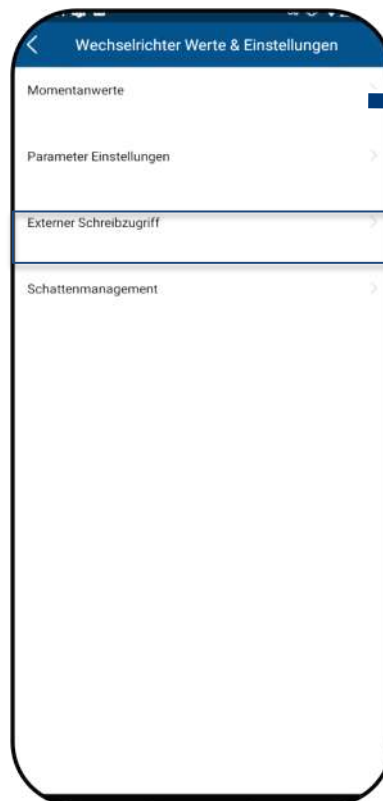 Wechselrichter Werte & Einstellungen
Momentanwerte
Parameter Einstellungen
Externer Schreibzugriff
Schattenmanagement